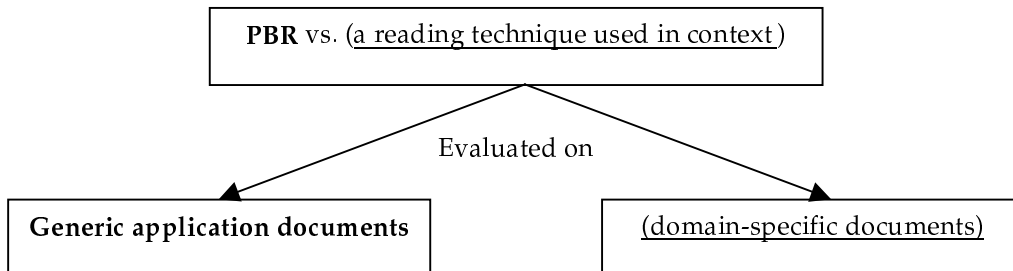 PBR vs. (a reading technique used in context )
Evaluated on
Generic application documents
(domain-specific documents)